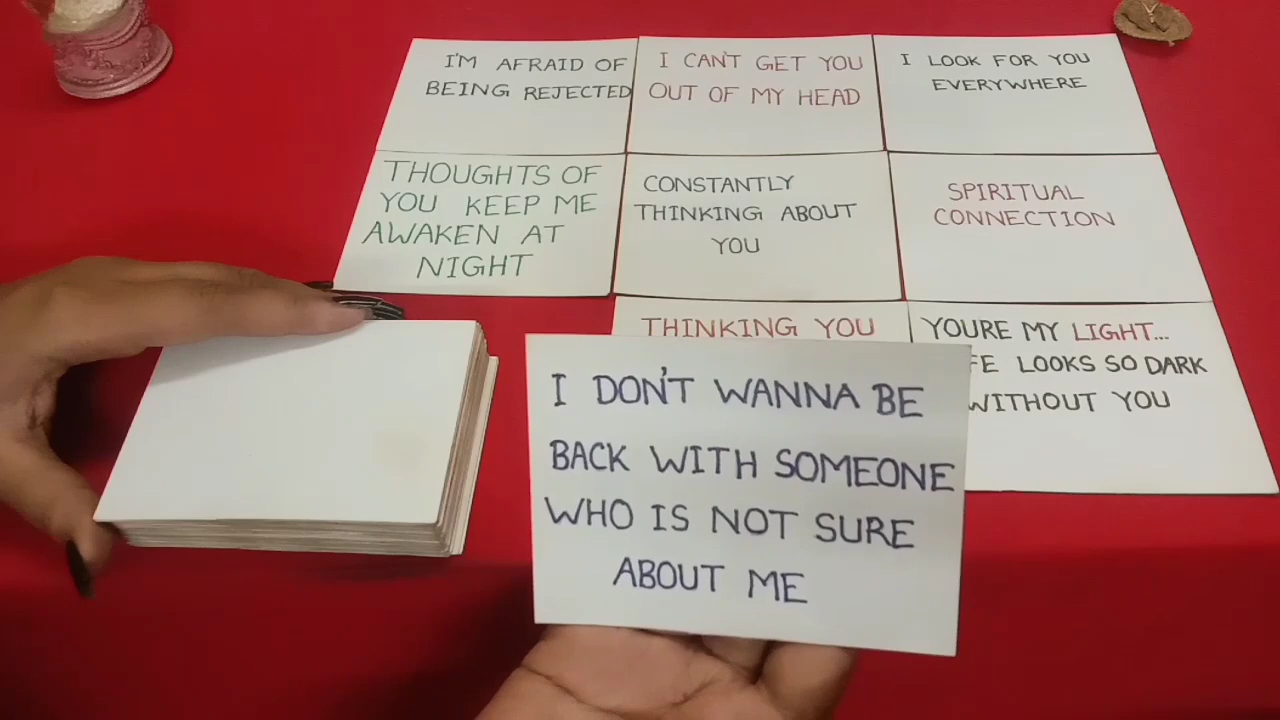 I'M AFRAID OF
BEING REJECTED
I CAN'T GET YOU
OUT OF MY HEAD
I LOOK FOR YOU
EVERYWHERE
THOUGHTS OF
YOU KEEP ME
AWAKEN AT
NIGHT
CONSTANTLY
THINKING ABOUT
YOU
SPIRITUAL
CONNECTION
THINKING YOU
YOURE MY LIGHT...
LOOKS SO DARK
WITHOUT YOU
I DON'T WANNA BE
BACK WITH SOMEONE
WHO IS NOT SURE
ABOUT ME